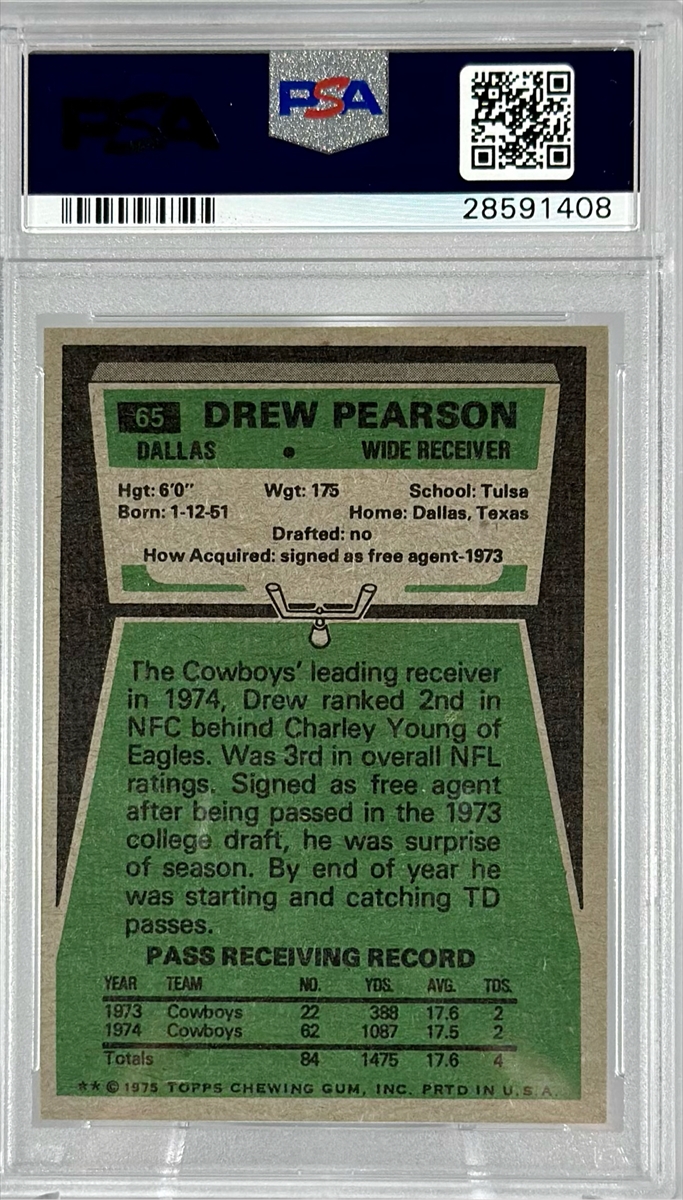 PSA
PSA
28591408
65 DREW PEARSON
DALLAS • WIDE RECEIVER
Hgt: 6'0" Wgt: 175 School: Tulsa
Born: 1-12-51 Home: Dallas, Texas
Drafted: no
How Acquired: signed as free agent-1973
The Cowboys' leading receiver
in 1974, Drew ranked 2nd in
NFC behind Charley Young of
Eagles. Was 3rd in overall NFL
ratings. Signed as free agent
after being passed in the 1973
college draft, he was surprise
of season. By end of year he
was starting and catching TD
passes.
PASS RECEIVING RECORD
YEAR TEAM NO. YDS. AVG. TDS.
1973 Cowboys 22 388 17.6 2
1974 Cowboys 62 1087 17.5 2
Totals 84 1475 17.6 4
** © 1975 TOPPS CHEWING GUM, INC. PRTD IN U.S.A.